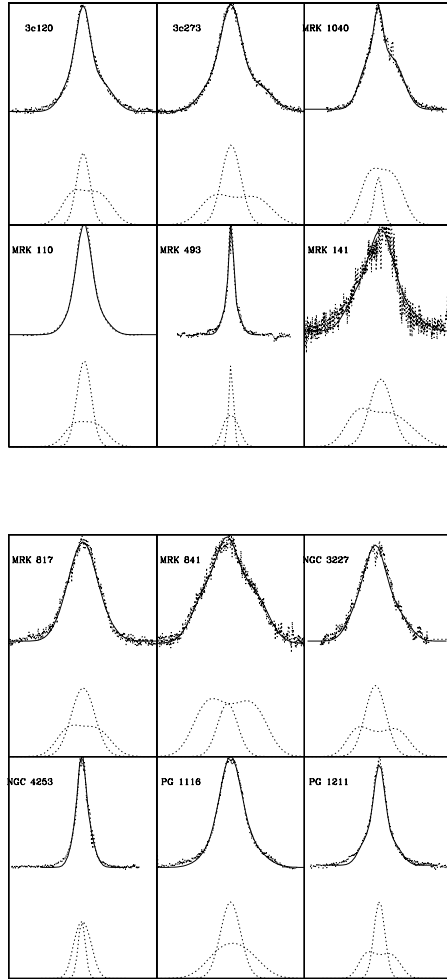 3c120
3c273
MRK 1040
MRK 110
MRK 493
MRK 141
MRK 817
MRK 841
NGC 3227
NGC 4253
PG 1116
PG 1211